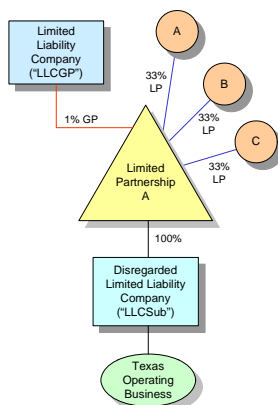 Limited
Liability
Company
(“LLCGP”)
A
33%
LP
B
33%
LP
C
33%
LP
1% GP
Limited
Partnership
A
100%
Disregarded
Limited Liability
Company
(“LLCSub”)
Texas
Operating
Business